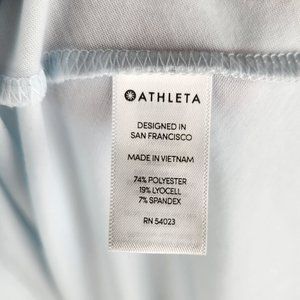 ATHLETA
DESIGNED IN
SAN FRANCISCO
MADE IN VIETNAM
74% POLYESTER
19% LYOCELL
7% SPANDEX
RN 54023